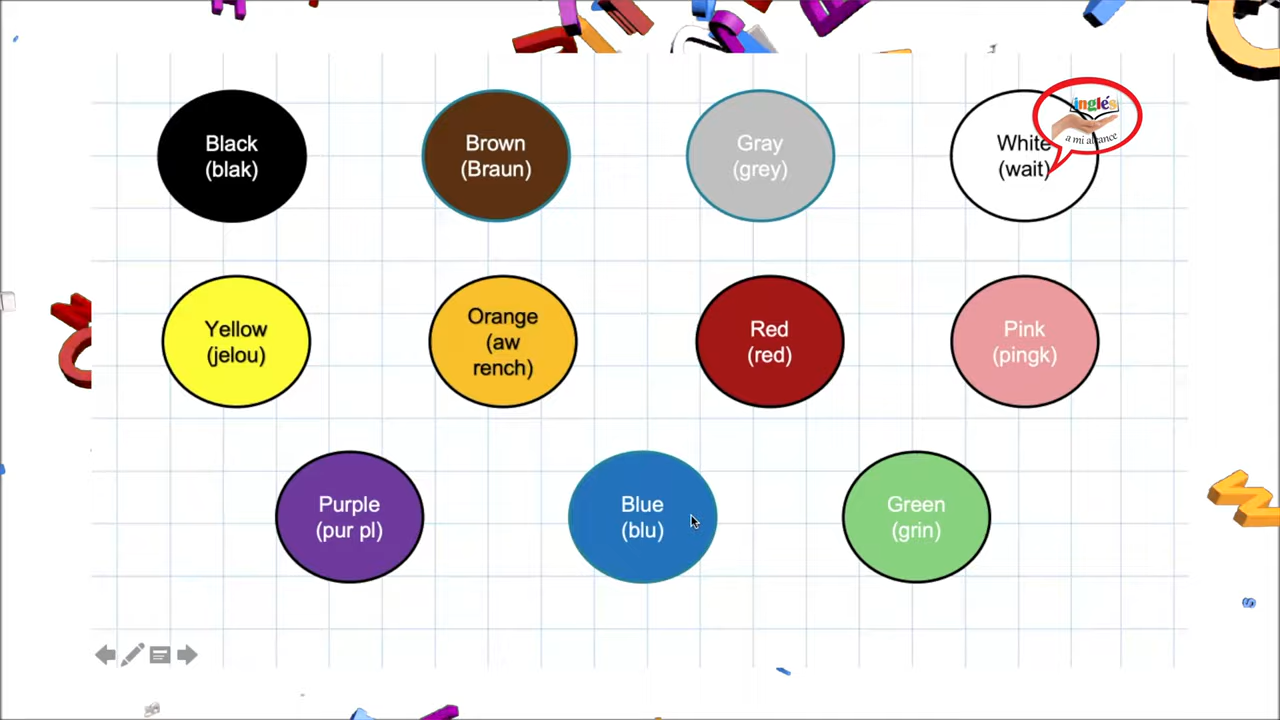 Black
(blak)
Brown
(Braun)
Gray
(grey)
White
(wait)
inglés
a mi alcance
Yellow
(jelou)
Orange
(aw
rench)
Red
(red)
Pink
(pingk)
Purple
(pur pl)
Blue
(blu)
Green
(grin)